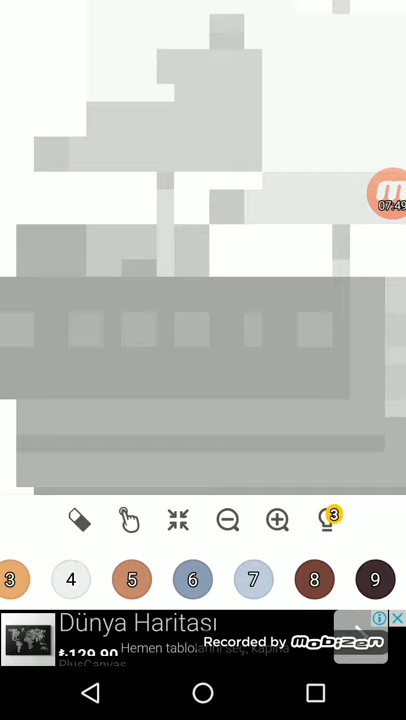 07:49
3
3 4 5 6 7 8 9
Dünya Haritası
₺129,90 Hemen tablolarını seç, kapına
PlusCanvas
Recorded by mobizen